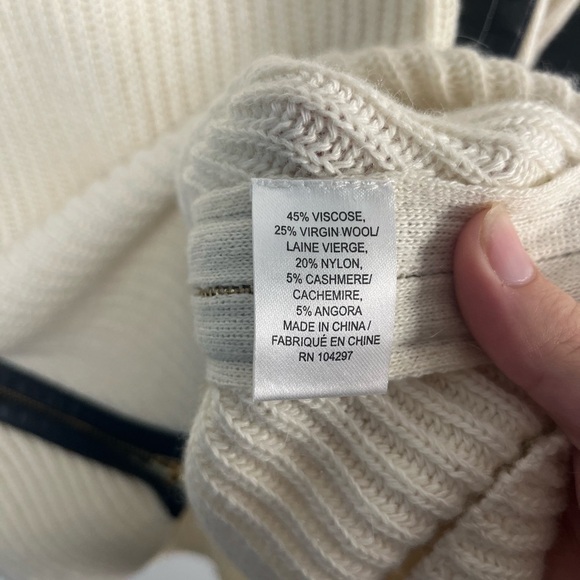 45% VISCOSE,
25% VIRGIN WOOL/
LAINE VIERGE,
20% NYLON,
5% CASHMERE/
CACHEMIRE,
5% ANGORA
MADE IN CHINA/
FABRIQUÉ EN CHINE
RN 104297